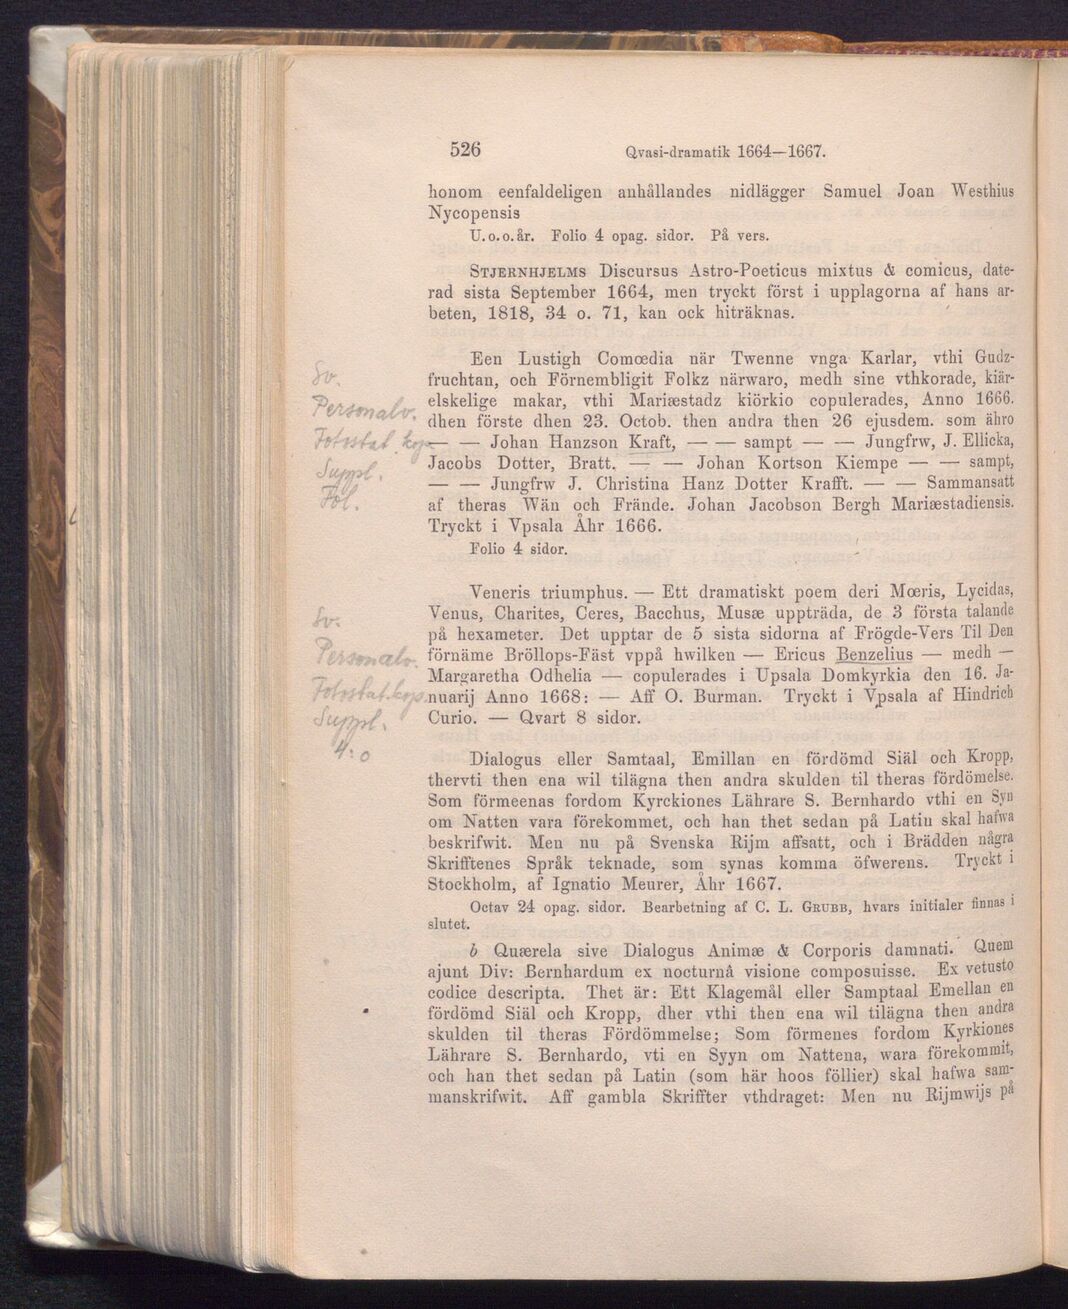 526 Qvasi-dramatik 1664—1667.
honom eenfaldeligen anhållandes nidlägger Samuel Joan Westhius
Nycopensis
U. o. o. år. Folio 4 opag. sidor. På vers.
STJERNHJELMS Discursus Astro-Poeticus mixtus & comicus, date-
rad sista September 1664, men tryckt först i upplagorna af hans ar-
beten, 1818, 34 o. 71, kan ock hiträknas.
Een Lustigh Comœdia när Twenne vnga Karlar, vthi Gudz-
fruchtan, och Förnembligit Folkz närwaro, medh sine vthkorade, kiär-
elskelige makar, vthi Mariæstadz kiörkio copulerades, Anno 1666.
dhen förste dhen 23. Octob. then andra then 26 ejusdem. som ähro
— — Johan Hanzson Kraft, — — sampt — — Jungfrw, J. Ellicka,
Jacobs Dotter, Bratt. — — Johan Kortson Kiempe — — sampt,
— — Jungfrw J. Christina Hanz Dotter Krafft. — — Sammansatt
af theras Wän och Frände. Johan Jacobson Bergh Mariæstadiensis.
Tryckt i Vpsala Åhr 1666.
Folio 4 sidor.
Sv.
Personalv.
Fotostat.kop
Suppl.
Fol.
Veneris triumphus. — Ett dramatiskt poem deri Mœris, Lycidas,
Venus, Charites, Ceres, Bacchus, Musæ uppträda, de 3 första talande
på hexameter. Det upptar de 5 sista sidorna af Frögde-Vers Til Den
förnäme Bröllops-Fäst vppå hwilken — Ericus Benzelius — medh —
Margaretha Odhelia — copulerades i Upsala Domkyrkia den 16. Ja-
nuarij Anno 1668: — Aff O. Burman. Tryckt i Vpsala af Hindrich
Curio. — Qvart 8 sidor.
Sv.
Personalv.
Fotostat.kop.
Suppl.
4:o
Dialogus eller Samtaal, Emillan en fördömd Siäl och Kropp,
thervti then ena wil tilägna then andra skulden til theras fördömelse.
Som förmeenas fordom Kyrckiones Lährare S. Bernhardo vthi en Syn
om Natten vara förekommet, och han thet sedan på Latin skal hafwa
beskrifwit. Men nu på Svenska Rijm affsatt, och i Brädden några
Skrifftenes Språk teknade, som synas komma öfwerens. Tryckt i
Stockholm, af Ignatio Meurer, Åhr 1667.
Octav 24 opag. sidor. Bearbetning af C. L. GRUBB, hvars initialer finnas i
slutet.
b Quærela sive Dialogus Animæ & Corporis damnati. Quem
ajunt Div: Bernhardum ex nocturnâ visione composuisse. Ex vetusto
codice descripta. Thet är: Ett Klagemål eller Samptaal Emellan en
fördömd Siäl och Kropp, dher vthi then ena wil tilägna then andra
skulden til theras Fördömmelse; Som förmenes fordom Kyrkiones
Lährare S. Bernhardo, vti en Syyn om Nattena, wara förekommit,
och han thet sedan på Latin (som här hoos föllier) skal hafwa sam-
manskrifwit. Aff gambla Skriffter vthdraget: Men nu Rijmwijs på